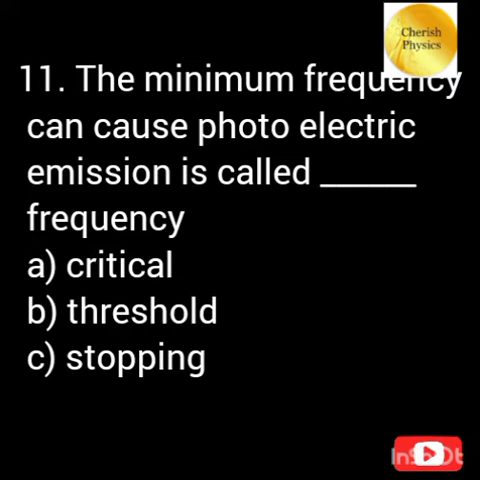 Cherish
Physics
11. The minimum frequency
can cause photo electric
emission is called ______
frequency
a) critical
b) threshold
c) stopping